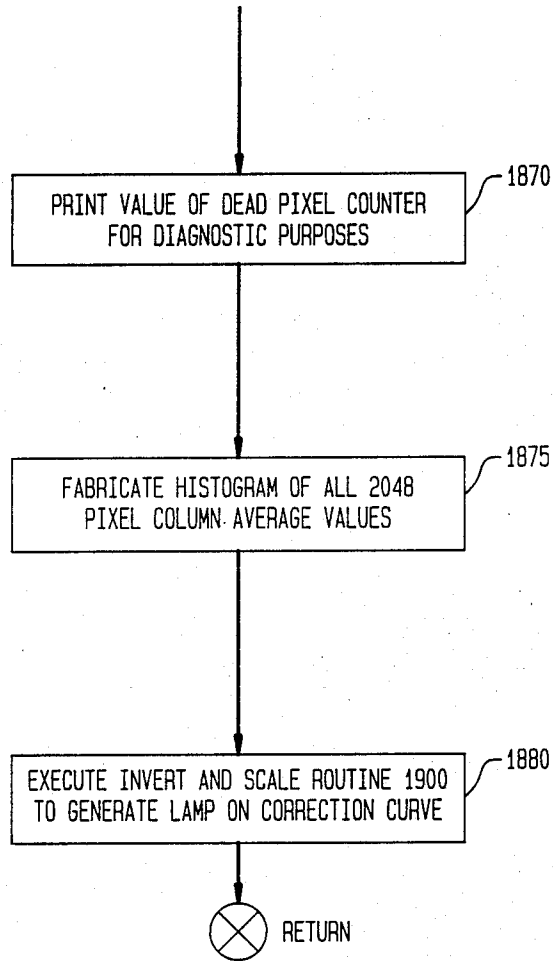 1870
PRINT VALUE OF DEAD PIXEL COUNTER
FOR DIAGNOSTIC PURPOSES
1875
FABRICATE HISTOGRAM OF ALL 2048
PIXEL COLUMN AVERAGE VALUES
1880
EXECUTE INVERT AND SCALE ROUTINE 1900
TO GENERATE LAMP ON CORRECTION CURVE
RETURN